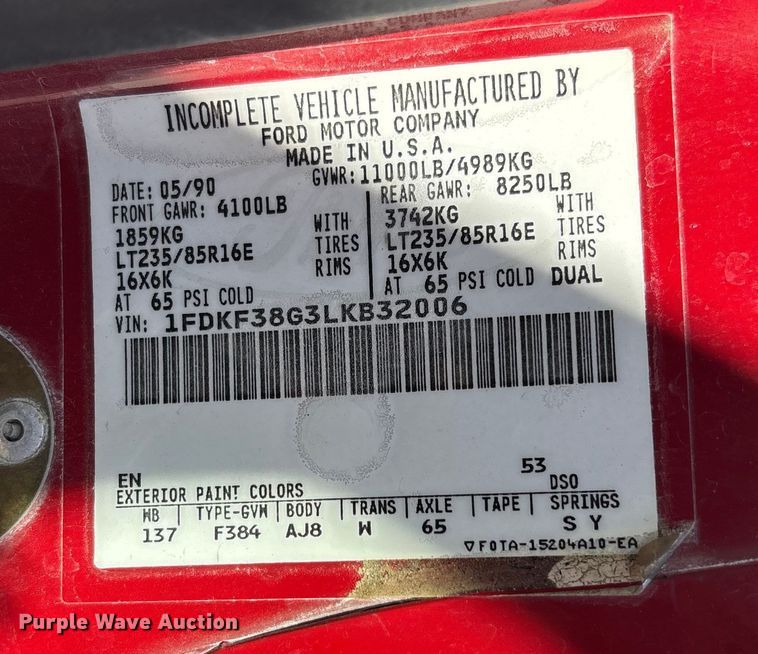 INCOMPLETE VEHICLE MANUFACTURED BY
FORD MOTOR COMPANY
MADE IN U.S.A.
DATE: 05/90 GVWR: 11000LB/4989KG
FRONT GAWR: 4100LB REAR GAWR: 8250LB
1859KG WITH 3742KG WITH
LT235/85R16E TIRES LT235/85R16E TIRES
16X6K RIMS 16X6K RIMS
AT 65 PSI COLD AT 65 PSI COLD DUAL
VIN: 1FDKF38G3LKB32006
EN 53
EXTERIOR PAINT COLORS DSO
WB TYPE-GVW BODY TRANS AXLE TAPE SPRINGS
137 F384 AJ8 W 65 S Y
▽F0TA-15204A10-EA
Purple Wave Auction